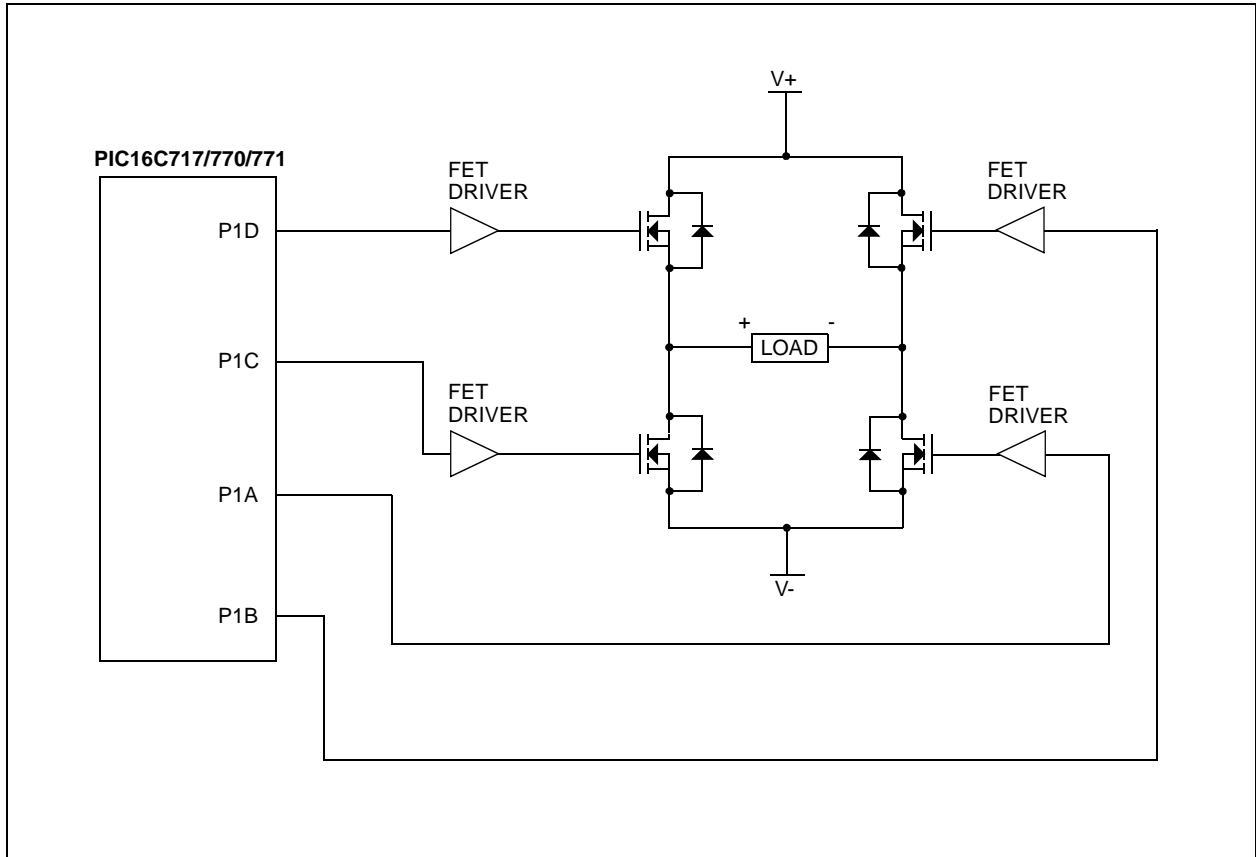 V+
PIC16C717/770/771
FET
DRIVER
FET
DRIVER
P1D
+
-
LOAD
P1C
FET
DRIVER
FET
DRIVER
P1A
V-
P1B